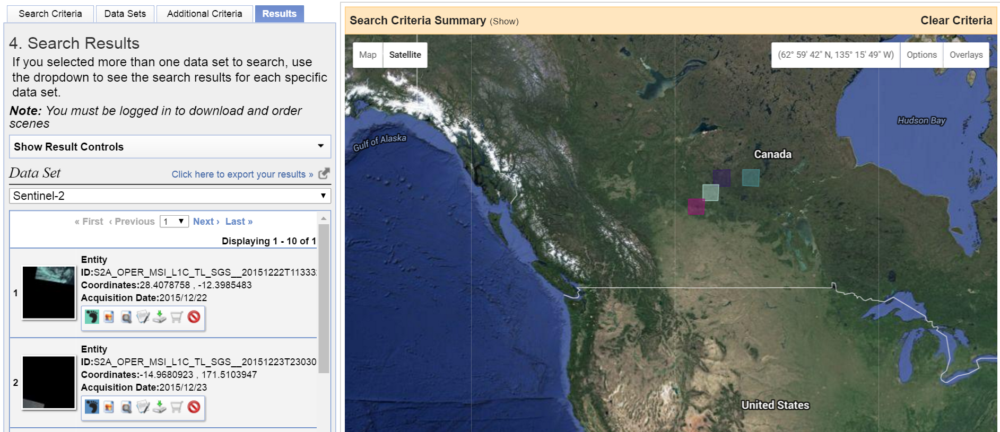 Search Criteria
Data Sets
Additional Criteria
Results
4. Search Results
If you selected more than one data set to search, use
the dropdown to see the search results for each specific
data set.
Note: You must be logged in to download and order
scenes
Show Result Controls
Data Set
Click here to export your results »
Sentinel-2
« First ‹ Previous 1 Next › Last »
Displaying 1 - 10 of 1
1
Entity
ID:S2A_OPER_MSI_L1C_TL_SGS__20151222T11333
Coordinates:28.4078758 , -12.3985483
Acquisition Date:2015/12/22
2
Entity
ID:S2A_OPER_MSI_L1C_TL_SGS__20151223T23030
Coordinates:-14.9680923 , 171.5103947
Acquisition Date:2015/12/23
Search Criteria Summary (Show)
Clear Criteria
Map
Satellite
(62° 59' 42" N, 135° 15' 49" W)
Options
Overlays
Gulf of Alaska
Hudson Bay
Canada
United States